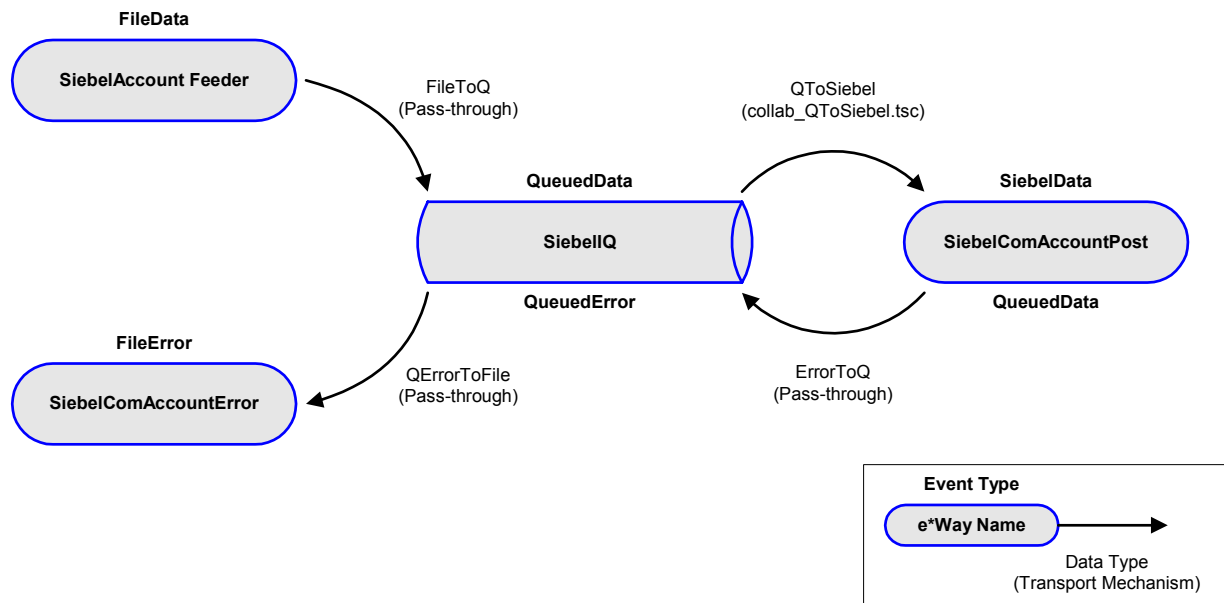 FileData
SiebelAccount Feeder
FileToQ
(Pass-through)
QToSiebel
(collab_QToSiebel.tsc)
QueuedData
SiebelIQ
QueuedError
SiebelData
SiebelComAccountPost
QueuedData
FileError
SiebelComAccountError
QErrorToFile
(Pass-through)
ErrorToQ
(Pass-through)
Event Type
e*Way Name
Data Type
(Transport Mechanism)